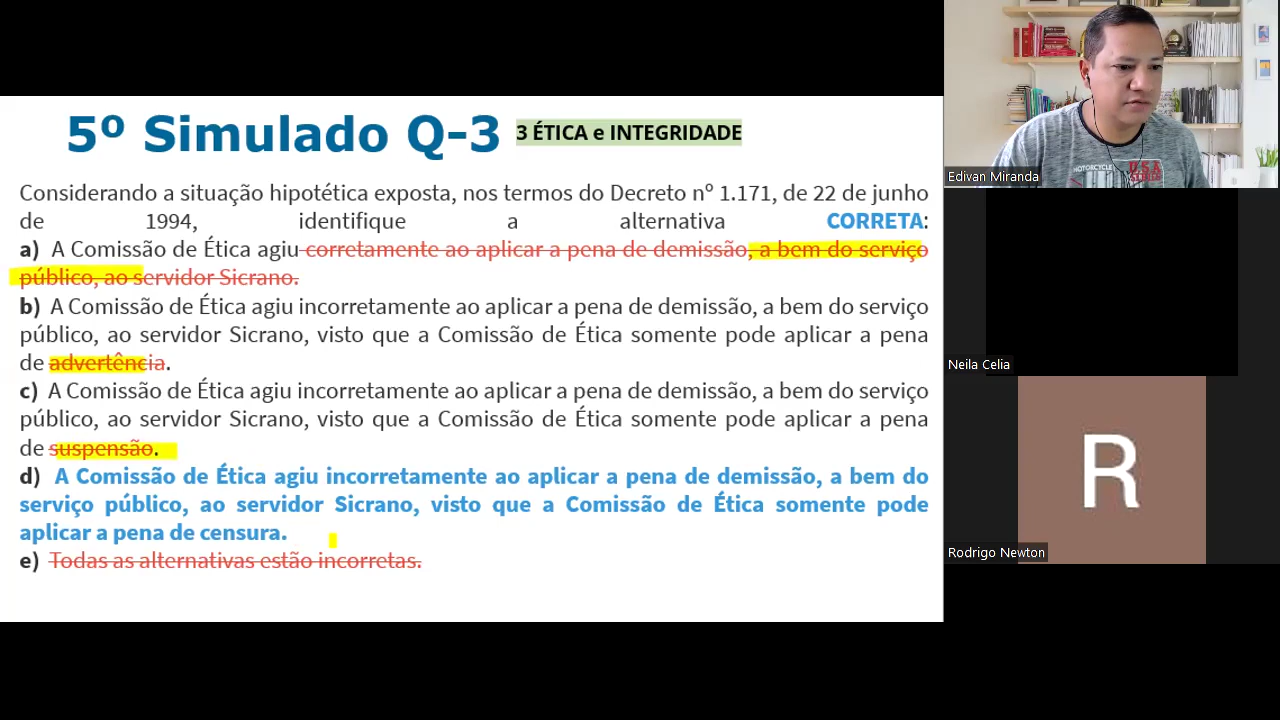 5º Simulado Q-3 3 ÉTICA e INTEGRIDADE
Considerando a situação hipotética exposta, nos termos do Decreto nº 1.171, de 22 de junho
de 1994, identifique a alternativa CORRETA:
a) A Comissão de Ética agiu corretamente ao aplicar a pena de demissão, a bem do serviço
público, ao servidor Sicrano.
b) A Comissão de Ética agiu incorretamente ao aplicar a pena de demissão, a bem do serviço
público, ao servidor Sicrano, visto que a Comissão de Ética somente pode aplicar a pena
de advertência.
c) A Comissão de Ética agiu incorretamente ao aplicar a pena de demissão, a bem do serviço
público, ao servidor Sicrano, visto que a Comissão de Ética somente pode aplicar a pena
de suspensão.
d) A Comissão de Ética agiu incorretamente ao aplicar a pena de demissão, a bem do
serviço público, ao servidor Sicrano, visto que a Comissão de Ética somente pode
aplicar a pena de censura.
e) Todas as alternativas estão incorretas.
MOTORCYCLE
U.S.A
Edivan Miranda
Neila Celia
R
Rodrigo Newton